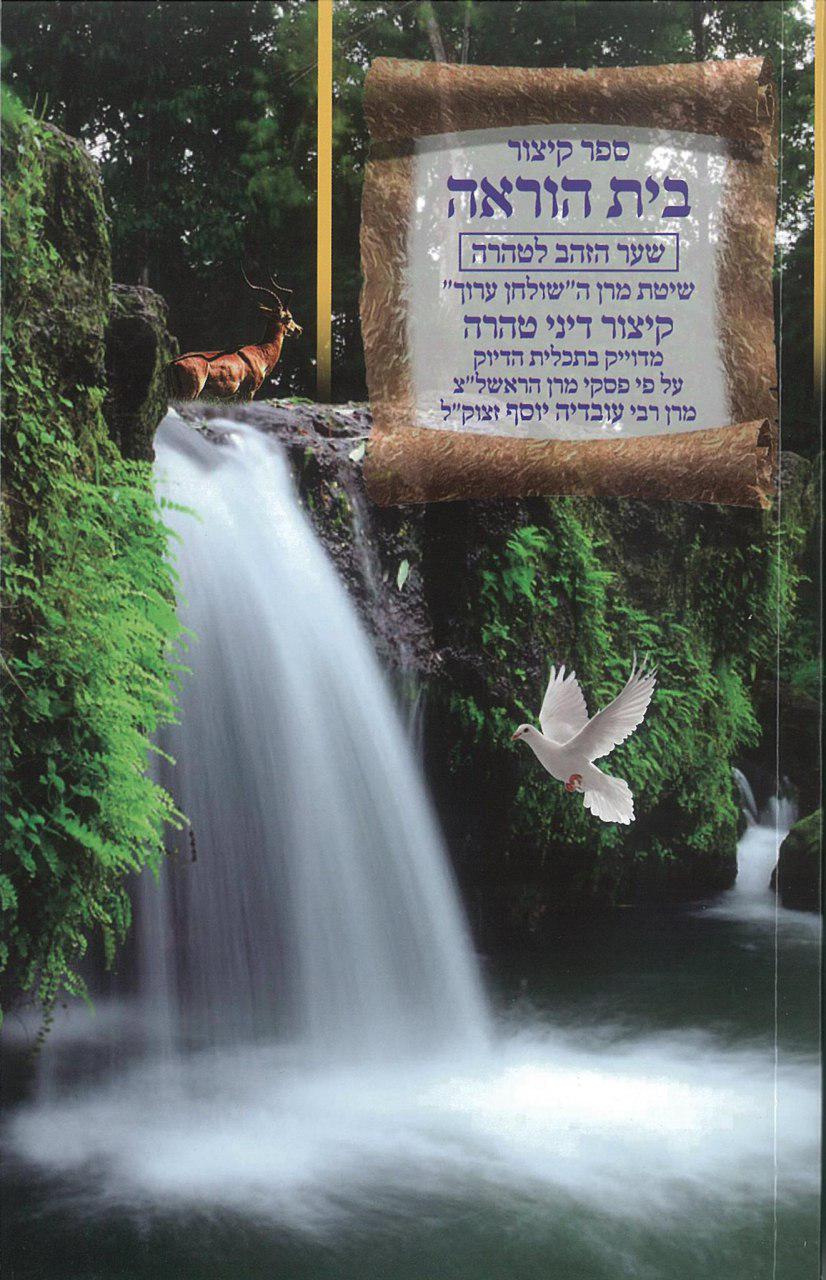 ספר קיצור
בית הוראה
שער הזהב לטהרה
שיטת מרן ה"שולחן ערוך"
קיצור דיני טהרה
מדוייק בתכלית הדיוק
על פי פסקי מרן הראשל"צ
מרן רבי עובדיה יוסף זצוק"ל